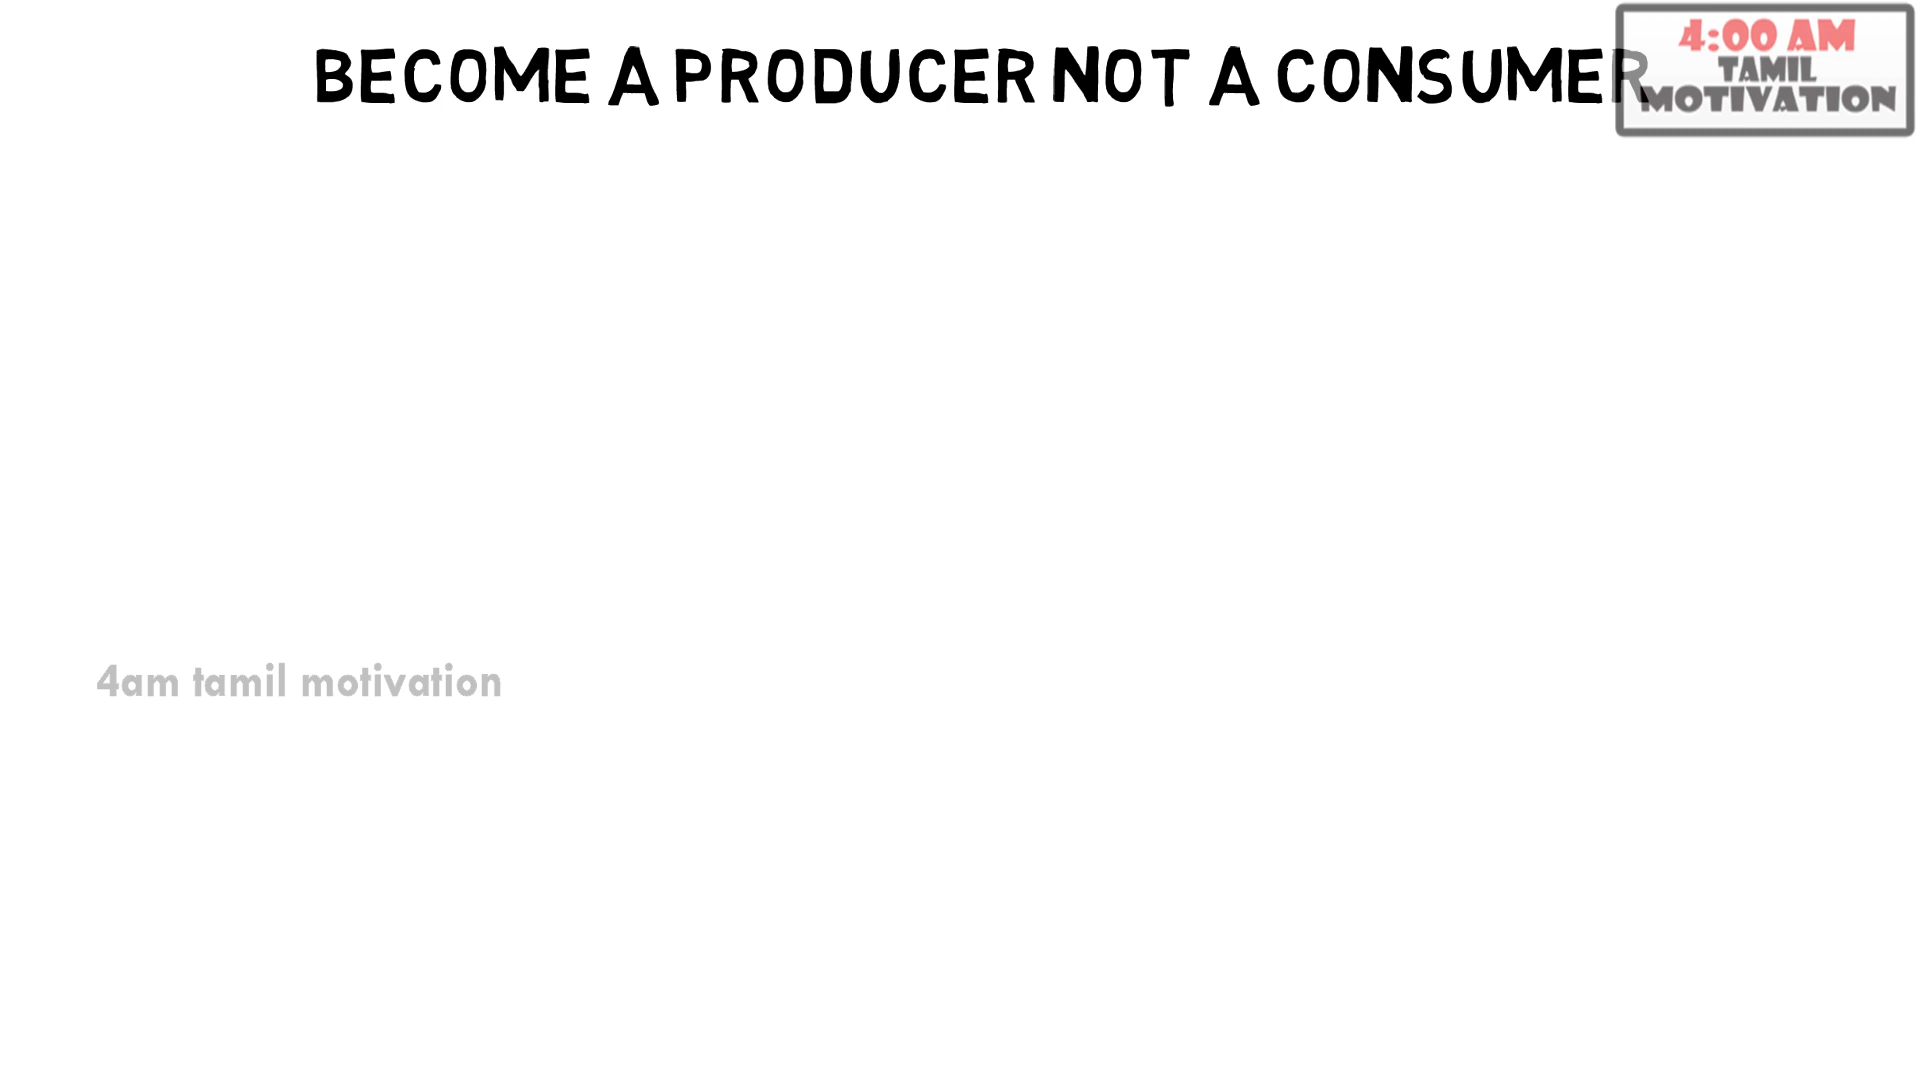 BECOME A PRODUCER NOT A CONSUMER
4:00 AM
TAMIL
MOTIVATION
4am tamil motivation